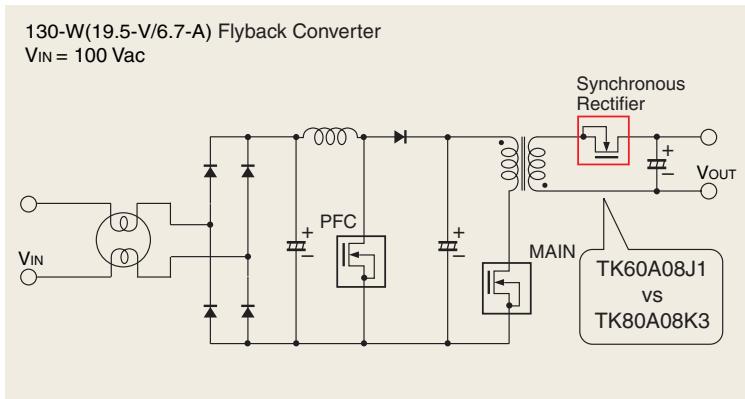 130-W(19.5-V/6.7-A) Flyback Converter
VIN = 100 Vac
Synchronous
Rectifier
+
−
VOUT
PFC
+
−
+
−
MAIN
VIN
TK60A08J1
vs
TK80A08K3